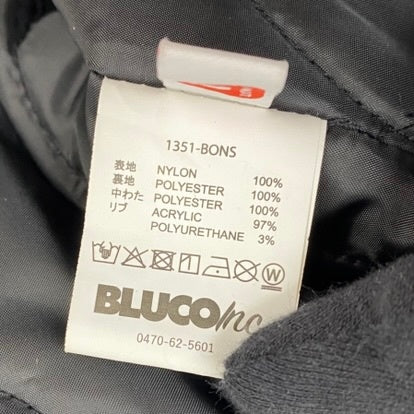 S
1351-BONS
表地 NYLON 100%
裏地 POLYESTER 100%
中わた POLYESTER 100%
リブ ACRYLIC 97%
POLYURETHANE 3%
W
BLUCO Inc
0470-62-5601